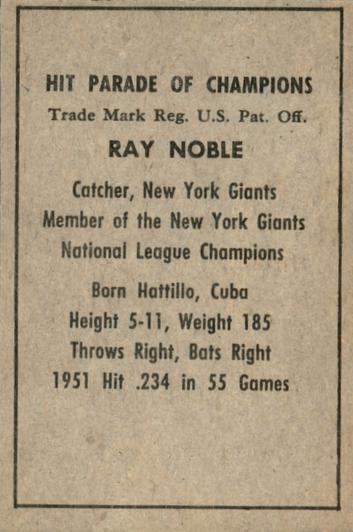 HIT PARADE OF CHAMPIONS
Trade Mark Reg. U.S. Pat. Off.
RAY NOBLE
Catcher, New York Giants
Member of the New York Giants
National League Champions
Born Hattillo, Cuba
Height 5-11, Weight 185
Throws Right, Bats Right
1951 Hit .234 in 55 Games